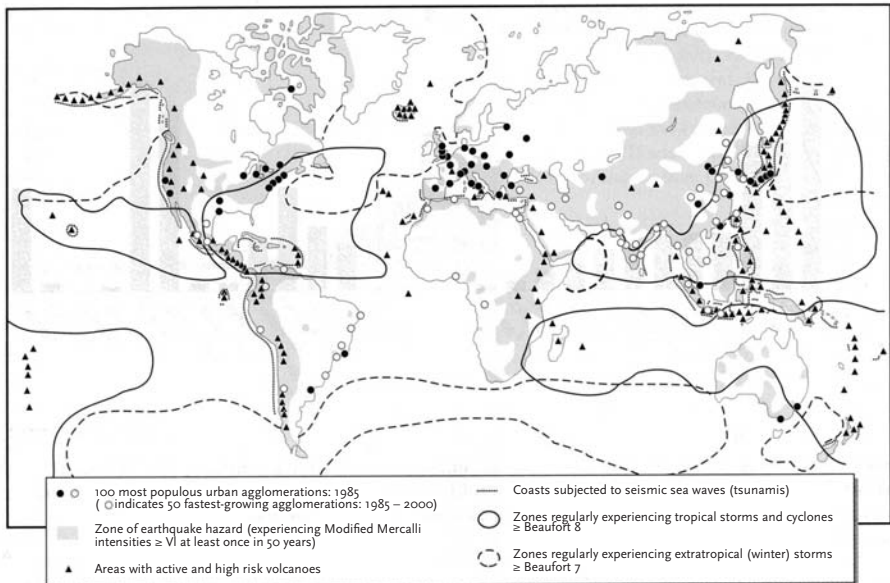 100 most populous urban agglomerations: 1985
( indicates 50 fastest-growing agglomerations: 1985 – 2000)
Zone of earthquake hazard (experiencing Modified Mercalli
intensities ≥ VI at least once in 50 years)
Areas with active and high risk volcanoes
Coasts subjected to seismic sea waves (tsunamis)
Zones regularly experiencing tropical storms and cyclones
≥ Beaufort 8
Zones regularly experiencing extratropical (winter) storms
≥ Beaufort 7